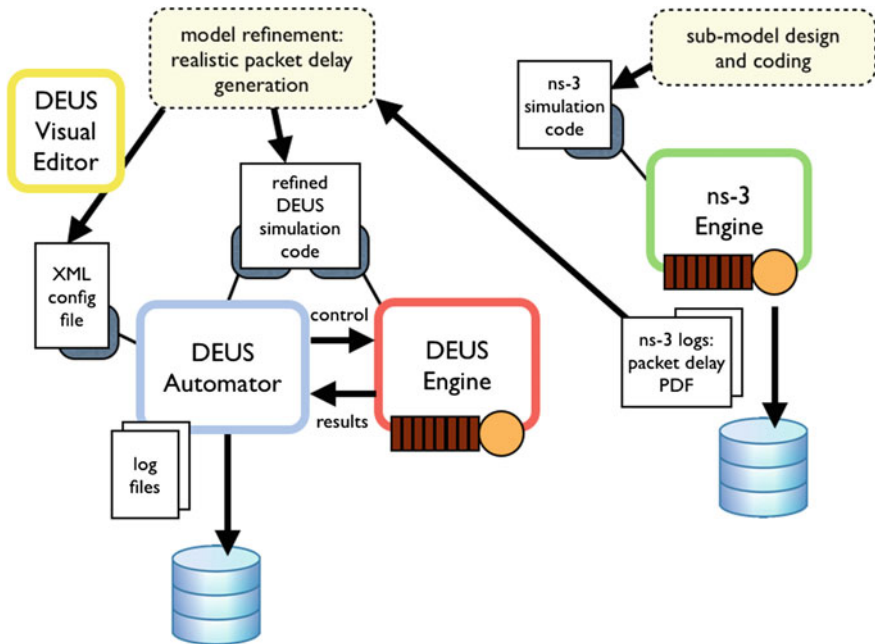 model refinement:
realistic packet delay
generation
sub-model design
and coding
DEUS
Visual
Editor
ns-3
simulation
code
refined
DEUS
simulation
code
ns-3
Engine
XML
config
file
control
DEUS
Automator
DEUS
Engine
results
ns-3 logs:
packet delay
PDF
log
files